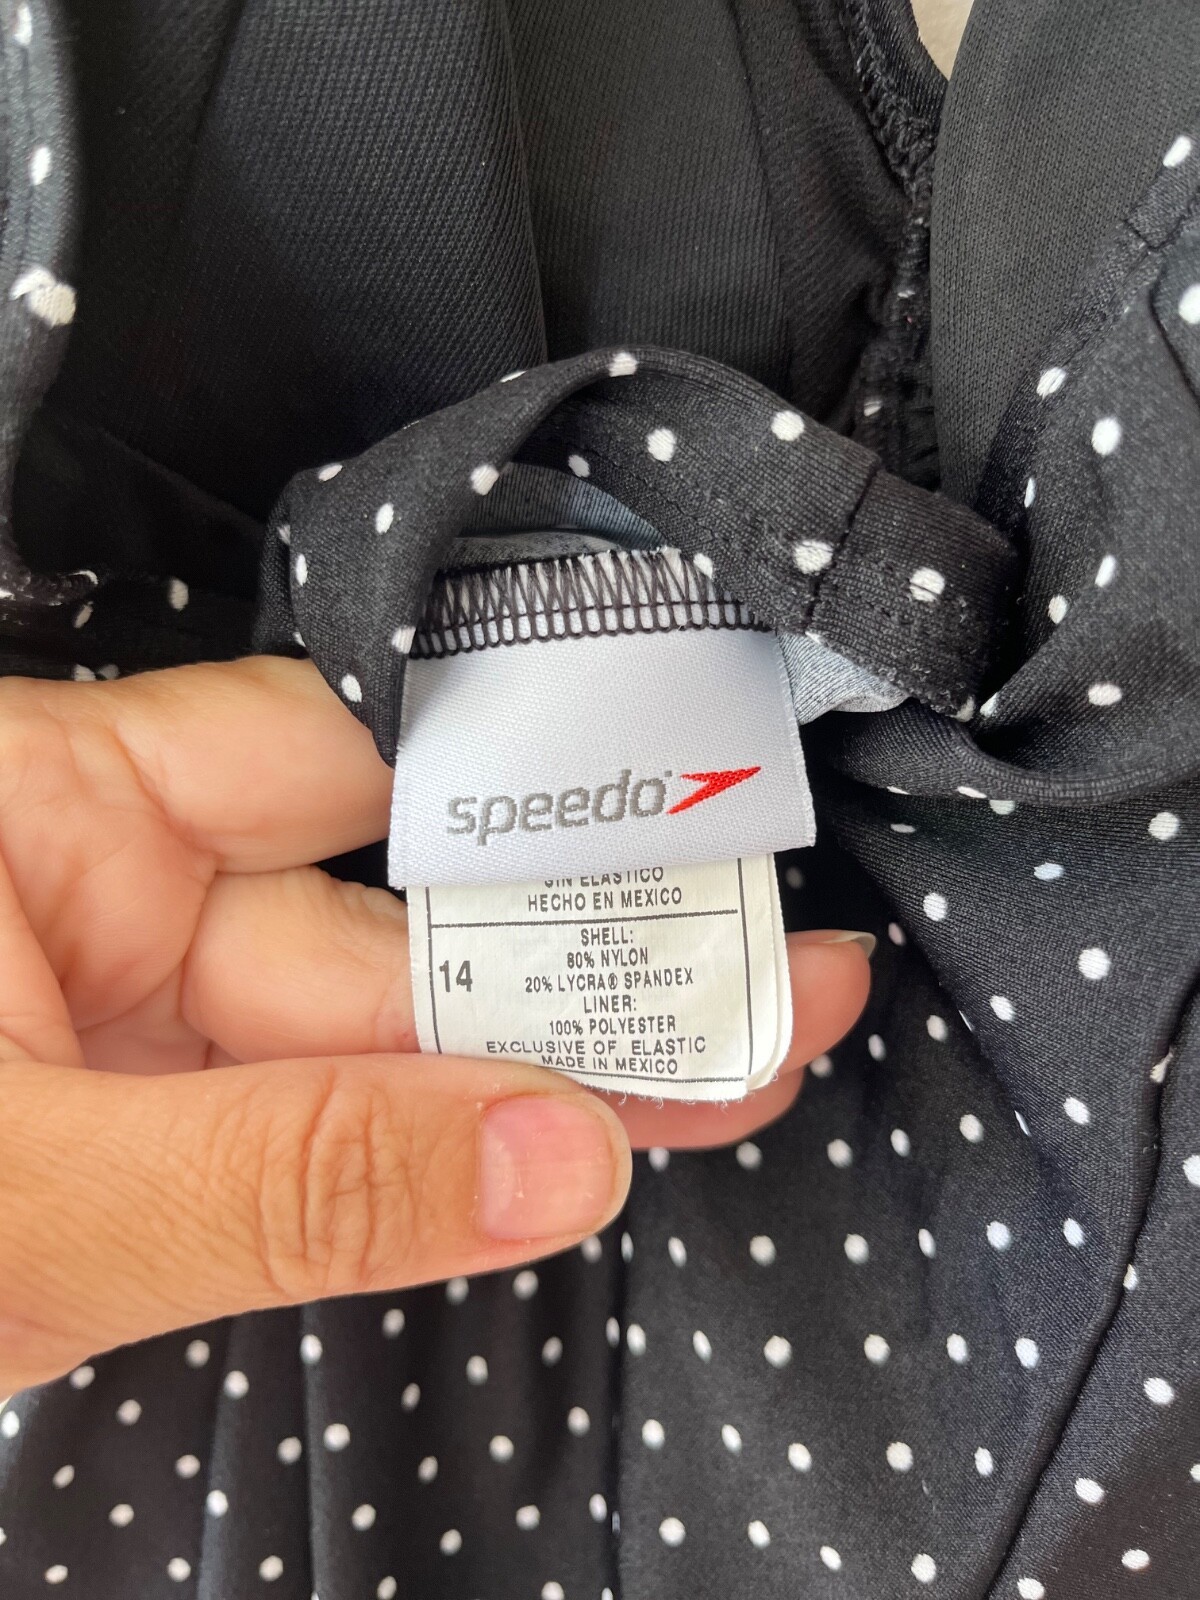 speedo
SIN ELASTICO
HECHO EN MEXICO
14
SHELL:
80% NYLON
20% LYCRA® SPANDEX
LINER:
100% POLYESTER
EXCLUSIVE OF ELASTIC
MADE IN MEXICO